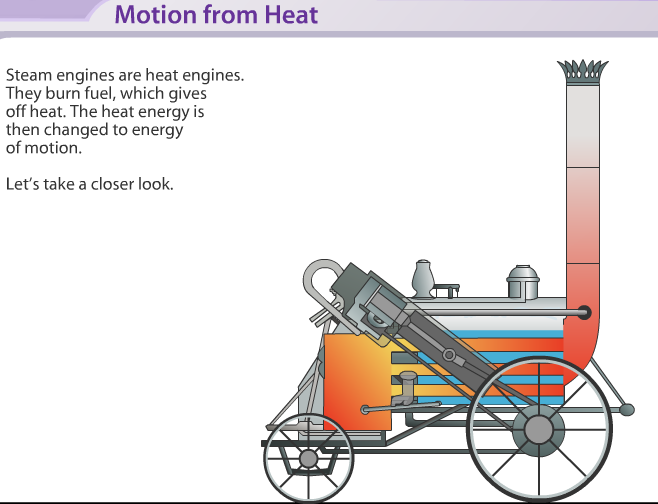 Motion from Heat
Steam engines are heat engines.
They burn fuel, which gives
off heat. The heat energy is
then changed to energy
of motion.
Let’s take a closer look.